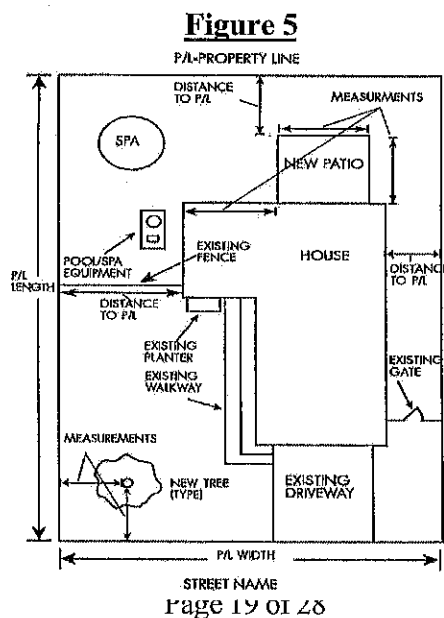 Figure 5
P/L-PROPERTY LINE
DISTANCE
TO P/L
MEASURMENTS
SPA
NEW PATIO
POOL/SPA
EQUIPMENT
EXISTING
FENCE
HOUSE
P/L
LENGTH
DISTANCE
TO P/L
DISTANCE
TO P/L
EXISTING
PLANTER
EXISTING
WALKWAY
EXISTING
GATE
MEASUREMENTS
NEW TREE
(TYPE)
EXISTING
DRIVEWAY
P/L WIDTH
STREET NAME
Page 19 of 28